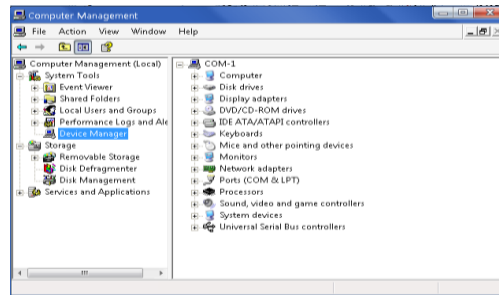 Computer Management
File Action View Window Help
Computer Management (Local)
System Tools
Event Viewer
Shared Folders
Local Users and Groups
Performance Logs and Ale
Device Manager
Storage
Removable Storage
Disk Defragmenter
Disk Management
Services and Applications
COM-1
Computer
Disk drives
Display adapters
DVD/CD-ROM drives
IDE ATA/ATAPI controllers
Keyboards
Mice and other pointing devices
Monitors
Network adapters
Ports (COM & LPT)
Processors
Sound, video and game controllers
System devices
Universal Serial Bus controllers